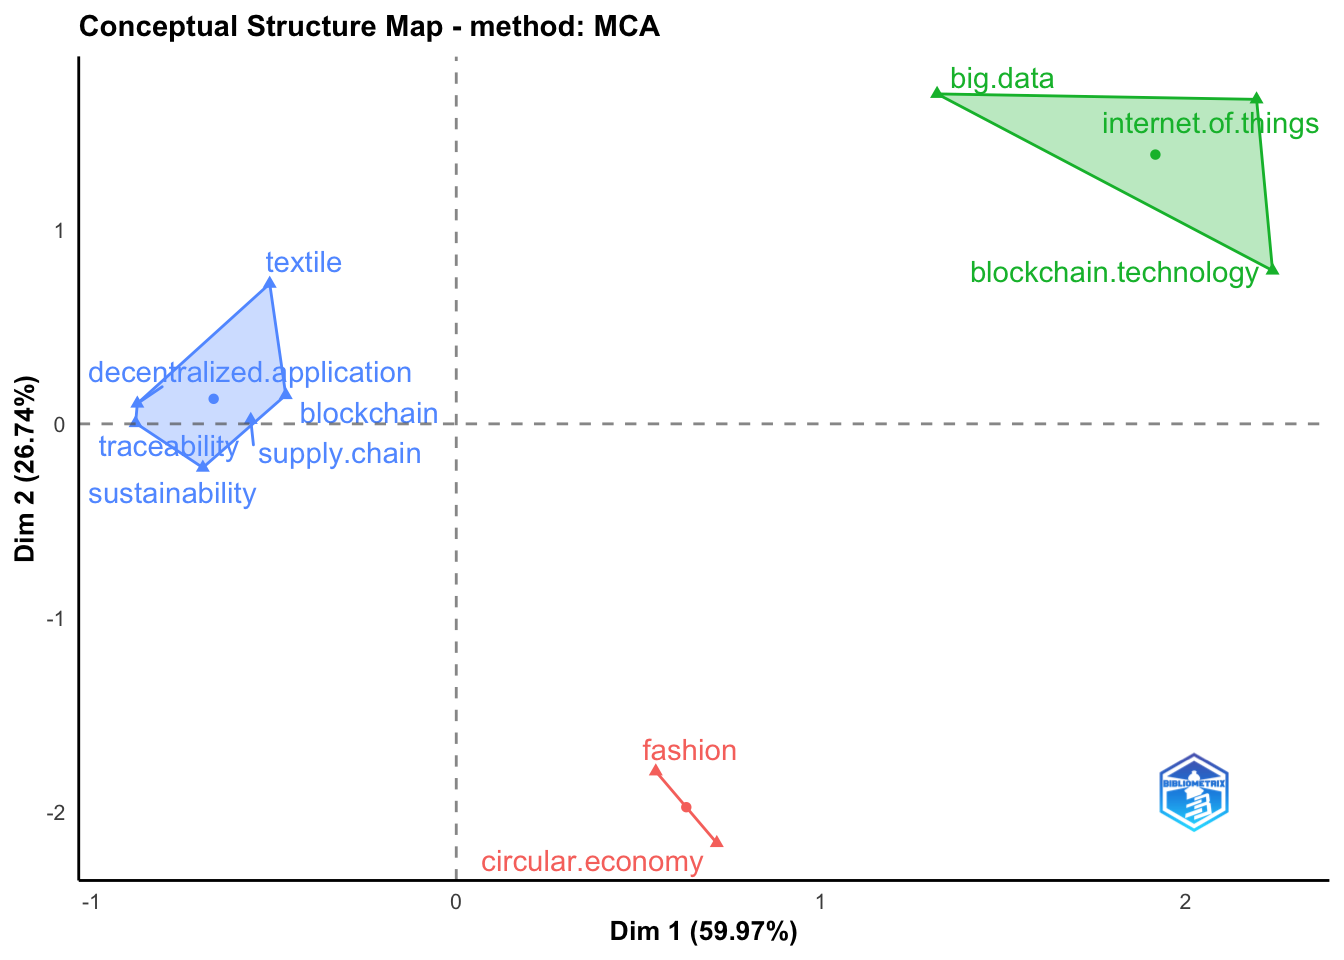 Conceptual Structure Map - method: MCA
big.data
internet.of.things
blockchain.technology
textile
decentralized.application
blockchain
traceability
supply.chain
sustainability
fashion
circular.economy
BIBLIOMETRIX
1
0
-1
-2
Dim 2 (26.74%)
-1
0
1
2
Dim 1 (59.97%)